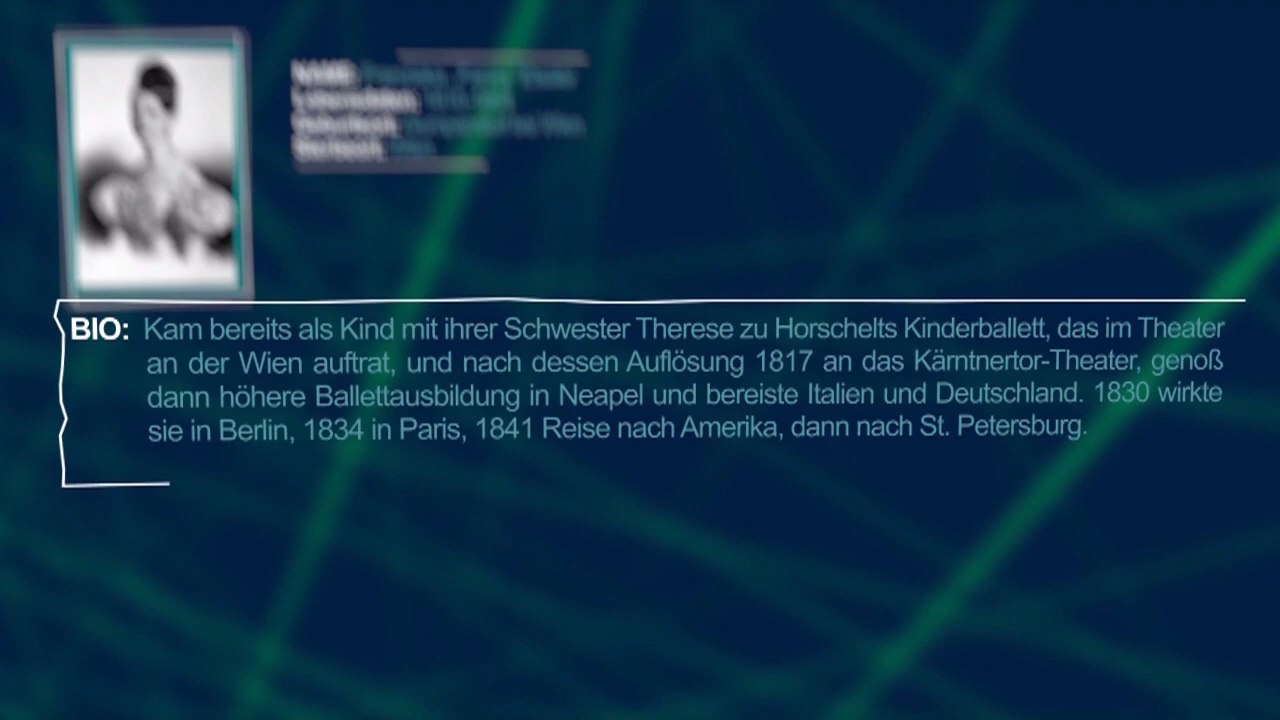 NAME:
Lebensdaten:
BIO: Kam bereits als Kind mit ihrer Schwester Therese zu Horschelts Kinderballett, das im Theater
an der Wien auftrat, und nach dessen Auflösung 1817 an das Kärntnertor-Theater, genoß
dann höhere Ballettausbildung in Neapel und bereiste Italien und Deutschland. 1830 wirkte
sie in Berlin, 1834 in Paris, 1841 Reise nach Amerika, dann nach St. Petersburg.